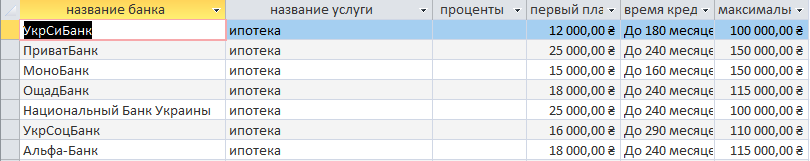 название банка название услуги проценты первый пла время кред максимальн
УкрСиБанк ипотека 12 000,00 ₴ До 180 месяце 100 000,00 ₴
ПриватБанк ипотека 25 000,00 ₴ До 240 месяце 150 000,00 ₴
МоноБанк ипотека 15 000,00 ₴ До 160 месяце 150 000,00 ₴
ОщадБанк ипотека 18 000,00 ₴ До 240 месяце 115 000,00 ₴
Национальный Банк Украины ипотека 25 000,00 ₴ До 240 месяце 100 000,00 ₴
УкрСоцБанк ипотека 16 000,00 ₴ До 290 месяце 110 000,00 ₴
Альфа-Банк ипотека 18 000,00 ₴ До 240 месяце 115 000,00 ₴